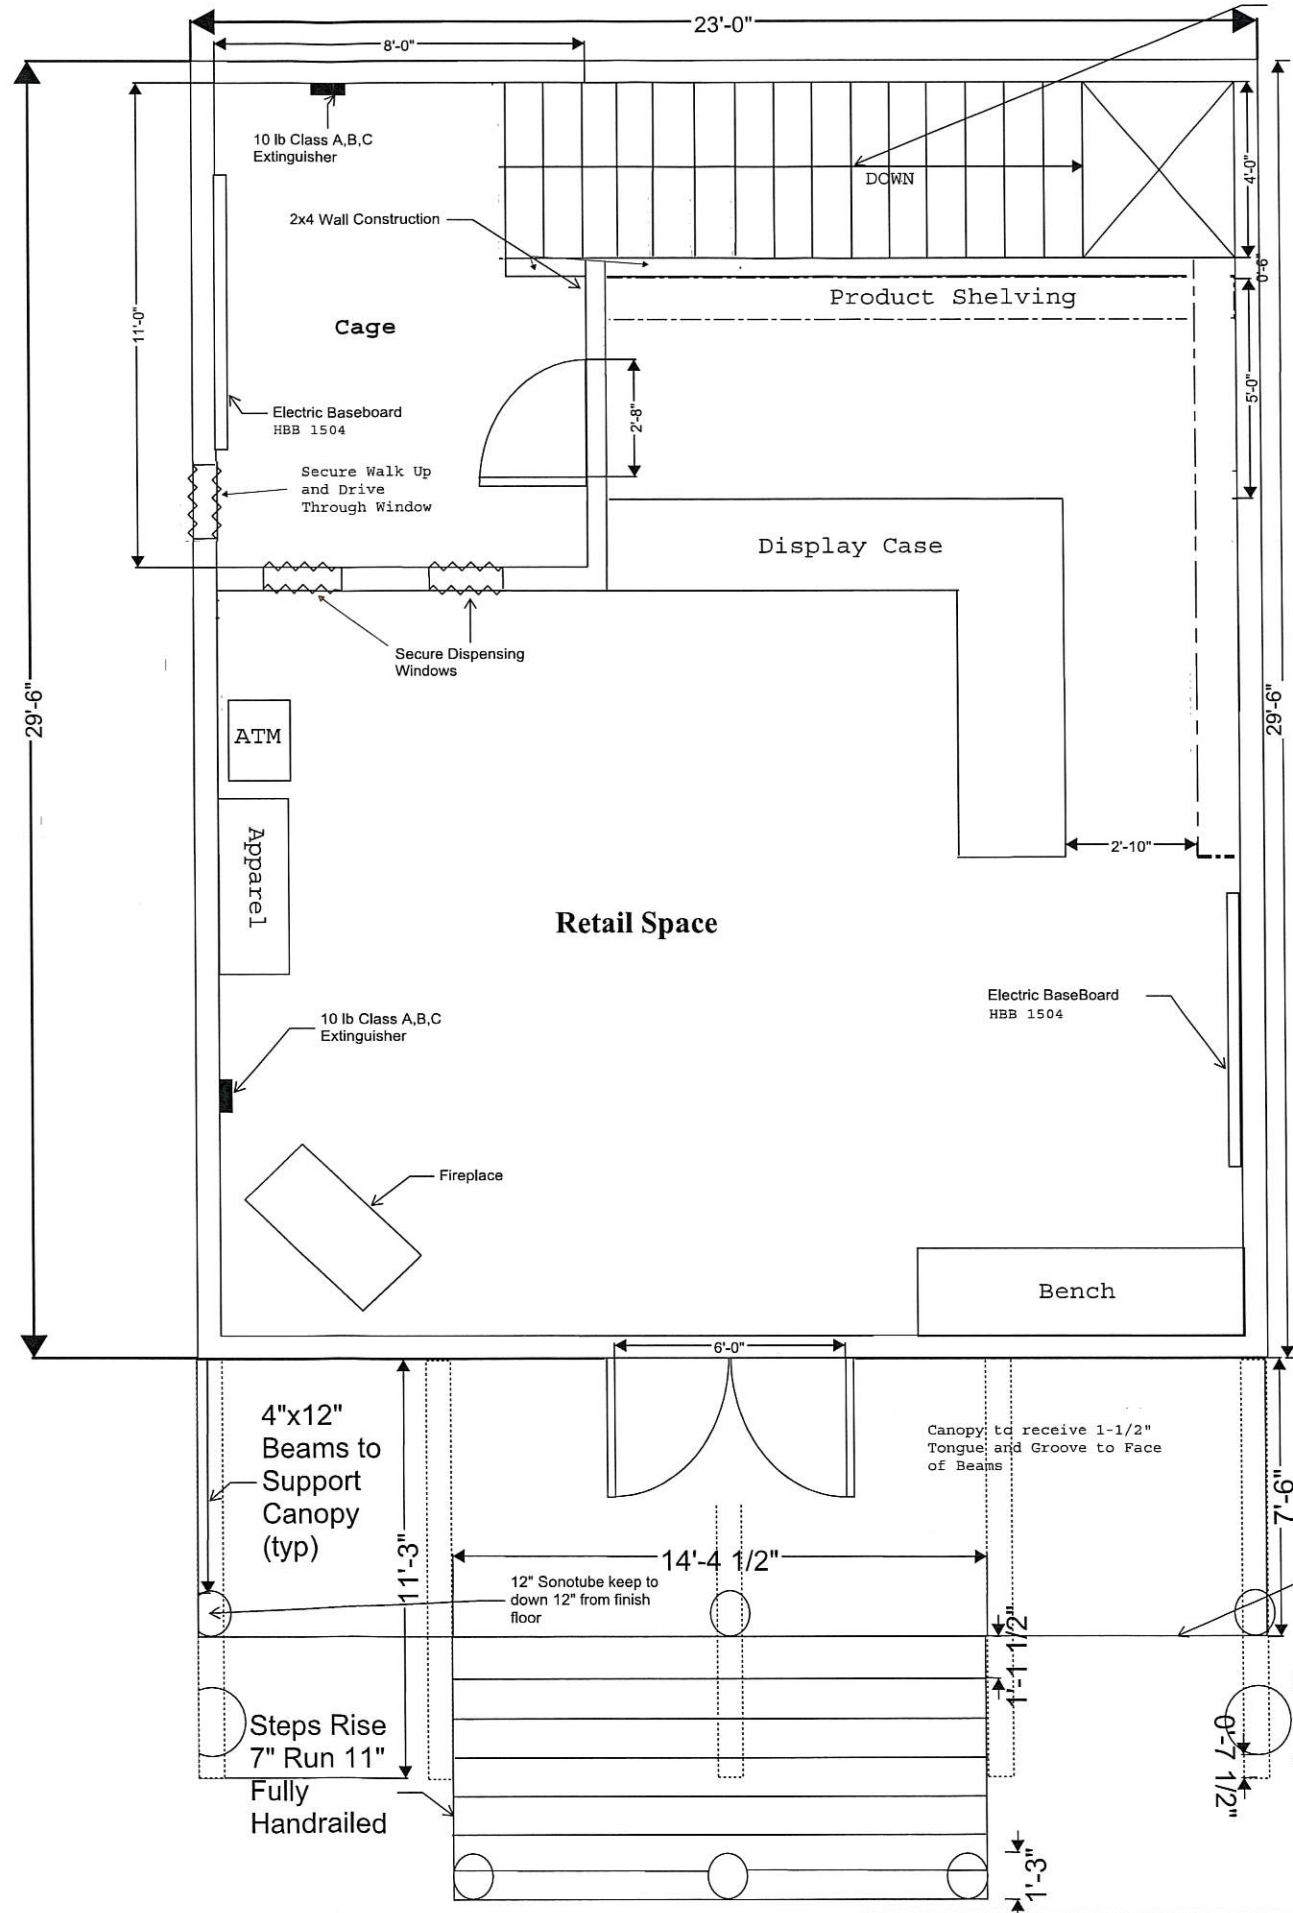 23'-0"
8'-0"
10 lb Class A,B,C
Extinguisher
DOWN
4'-0"
2x4 Wall Construction
0'-6"
Product Shelving
11'-0"
Cage
5'-0"
2'-8"
Electric Baseboard
HBB 1504
Secure Walk Up
and Drive
Through Window
Display Case
Secure Dispensing
Windows
29'-6"
29'-6"
ATM
Apparel
2'-10"
Retail Space
Electric BaseBoard
HBB 1504
10 lb Class A,B,C
Extinguisher
Fireplace
Bench
6'-0"
4"x12"
Beams to
Support
Canopy
(typ)
Canopy to receive 1-1/2"
Tongue and Groove to Face
of Beams
7'-6"
11'-3"
14'-4 1/2"
12" Sonotube keep to
down 12" from finish
floor
1'-1 1/2"
Steps Rise
7" Run 11"
Fully
Handrailed
0'-7 1/2"
1'-3"